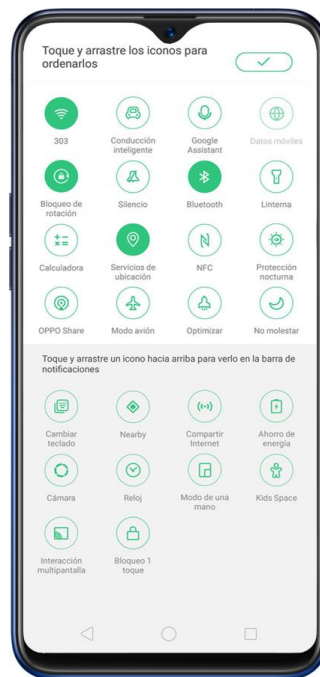 Toque y arrastre los iconos para
ordenarlos
303
Conducción
inteligente
Google
Assistant
Datos móviles
Bloqueo de
rotación
Silencio
Bluetooth
Linterna
Calculadora
Servicios de
ubicación
NFC
Protección
nocturna
OPPO Share
Modo avión
Optimizar
No molestar
Toque y arrastre un icono hacia arriba para verlo en la barra de
notificaciones
Cambiar
teclado
Nearby
Compartir
Internet
Ahorro de
energía
Cámara
Reloj
Modo de una
mano
Kids Space
Interacción
multipantalla
Bloqueo 1
toque